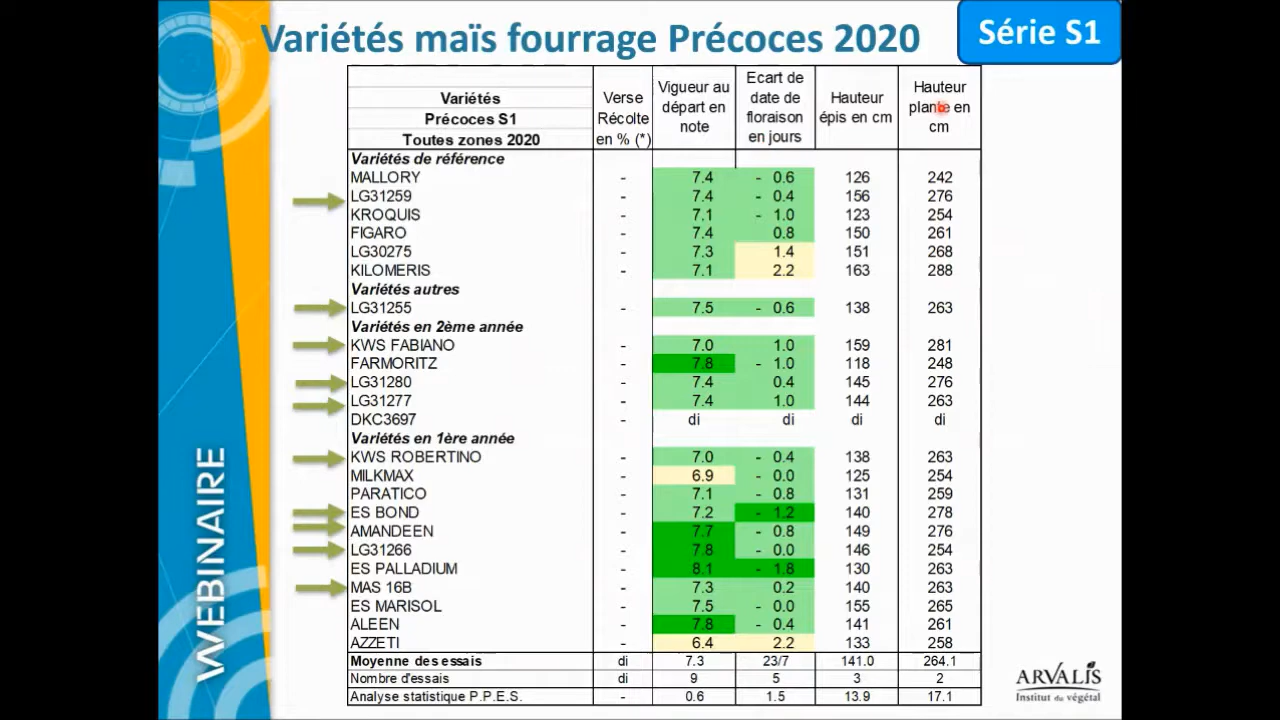 Variétés maïs fourrage Précoces 2020
Série S1
Variétés
Précoces S1
Toutes zones 2020
Verse
Récolte
en % (*)
Vigueur au
départ en
note
Ecart de
date de
floraison
en jours
Hauteur
épis en cm
Hauteur
plante en
cm
Variétés de référence
MALLORY - 7.4 - 0.6 126 242
LG31259 - 7.4 - 0.4 156 276
KROQUIS - 7.1 - 1.0 123 254
FIGARO - 7.4 0.8 150 261
LG30275 - 7.3 1.4 151 268
KILOMERIS - 7.1 2.2 163 288
Variétés autres
LG31255 - 7.5 - 0.6 138 263
Variétés en 2ème année
KWS FABIANO - 7.0 1.0 159 281
FARMORITZ - 7.8 - 1.0 118 248
LG31280 - 7.4 0.4 145 276
LG31277 - 7.4 1.0 144 263
DKC3697 - di di di di
Variétés en 1ère année
KWS ROBERTINO - 7.0 - 0.4 138 263
MILKMAX - 6.9 - 0.0 125 254
PARATICO - 7.1 - 0.8 131 259
ES BOND - 7.2 - 1.2 140 278
AMANDEEN - 7.7 - 0.8 149 276
LG31266 - 7.8 - 0.0 146 254
ES PALLADIUM - 8.1 - 1.8 130 263
MAS 16B - 7.3 0.2 140 263
ES MARISOL - 7.5 - 0.0 155 265
ALEEN - 7.8 - 0.4 141 261
AZZETI - 6.4 2.2 133 258
Moyenne des essais di 7.3 23/7 141.0 264.1
Nombre d'essais di 9 5 3 2
Analyse statistique P.P.E.S. - 0.6 1.5 13.9 17.1
WEBINAIRE
ARVALIS
Institut du végétal